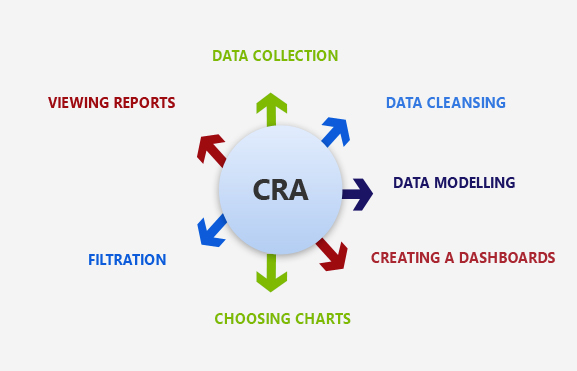 DATA COLLECTION
VIEWING REPORTS
DATA CLEANSING
CRA
DATA MODELLING
FILTRATION
CREATING A DASHBOARDS
CHOOSING CHARTS